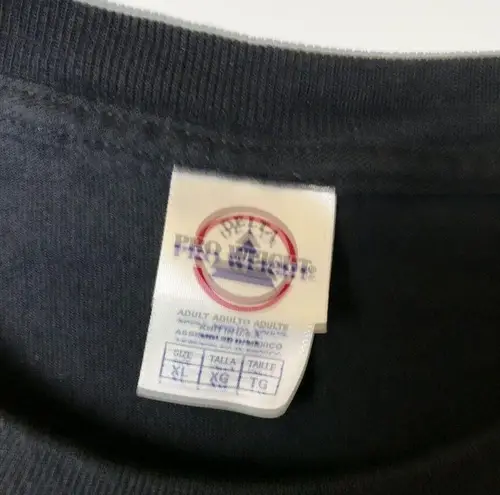 DELTA
PRO WEIGHT
ADULT ADULTO ADULTE
SIZE TALLA TAILLE
XL XG TG